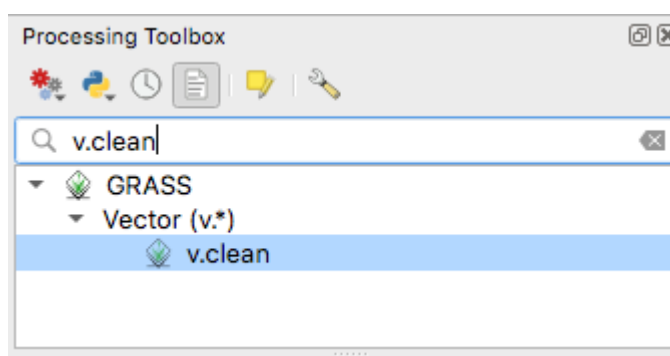 Processing Toolbox
v.clean
GRASS
Vector (v.*)
v.clean